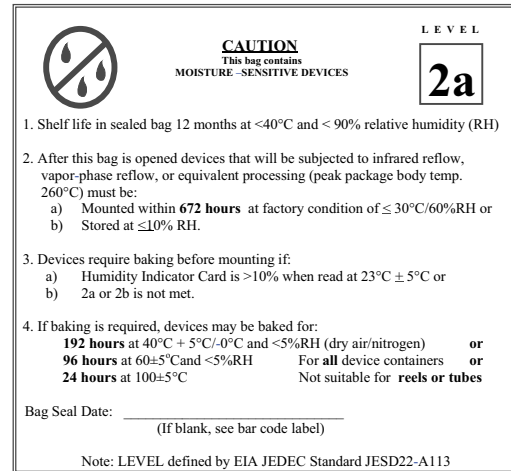 LEVEL
CAUTION
This bag contains
MOISTURE –SENSITIVE DEVICES
2a
1. Shelf life in sealed bag 12 months at <40°C and < 90% relative humidity (RH)
2. After this bag is opened devices that will be subjected to infrared reflow,
vapor-phase reflow, or equivalent processing (peak package body temp.
260°C) must be:
a) Mounted within 672 hours at factory condition of ≤ 30°C/60%RH or
b) Stored at ≤10% RH.
3. Devices require baking before mounting if:
a) Humidity Indicator Card is >10% when read at 23°C ± 5°C or
b) 2a or 2b is not met.
4. If baking is required, devices may be baked for:
192 hours at 40°C + 5°C/-0°C and <5%RH (dry air/nitrogen) or
96 hours at 60±5°Cand <5%RH For all device containers or
24 hours at 100±5°C Not suitable for reels or tubes
Bag Seal Date: ______________________________
(If blank, see bar code label)
Note: LEVEL defined by EIA JEDEC Standard JESD22-A113